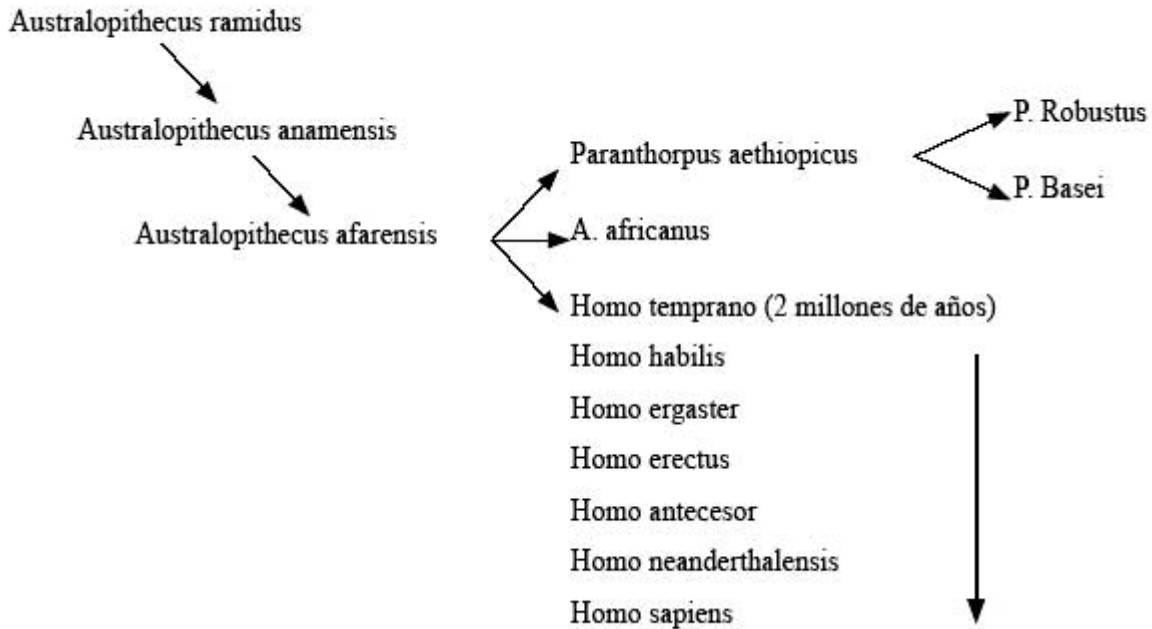 Australopithecus ramidus
Australopithecus anamensis
Australopithecus afarensis
Paranthorpus aethiopicus
P. Robustus
P. Basei
A. africanus
Homo temprano (2 millones de años)
Homo habilis
Homo ergaster
Homo erectus
Homo antecesor
Homo neanderthalensis
Homo sapiens